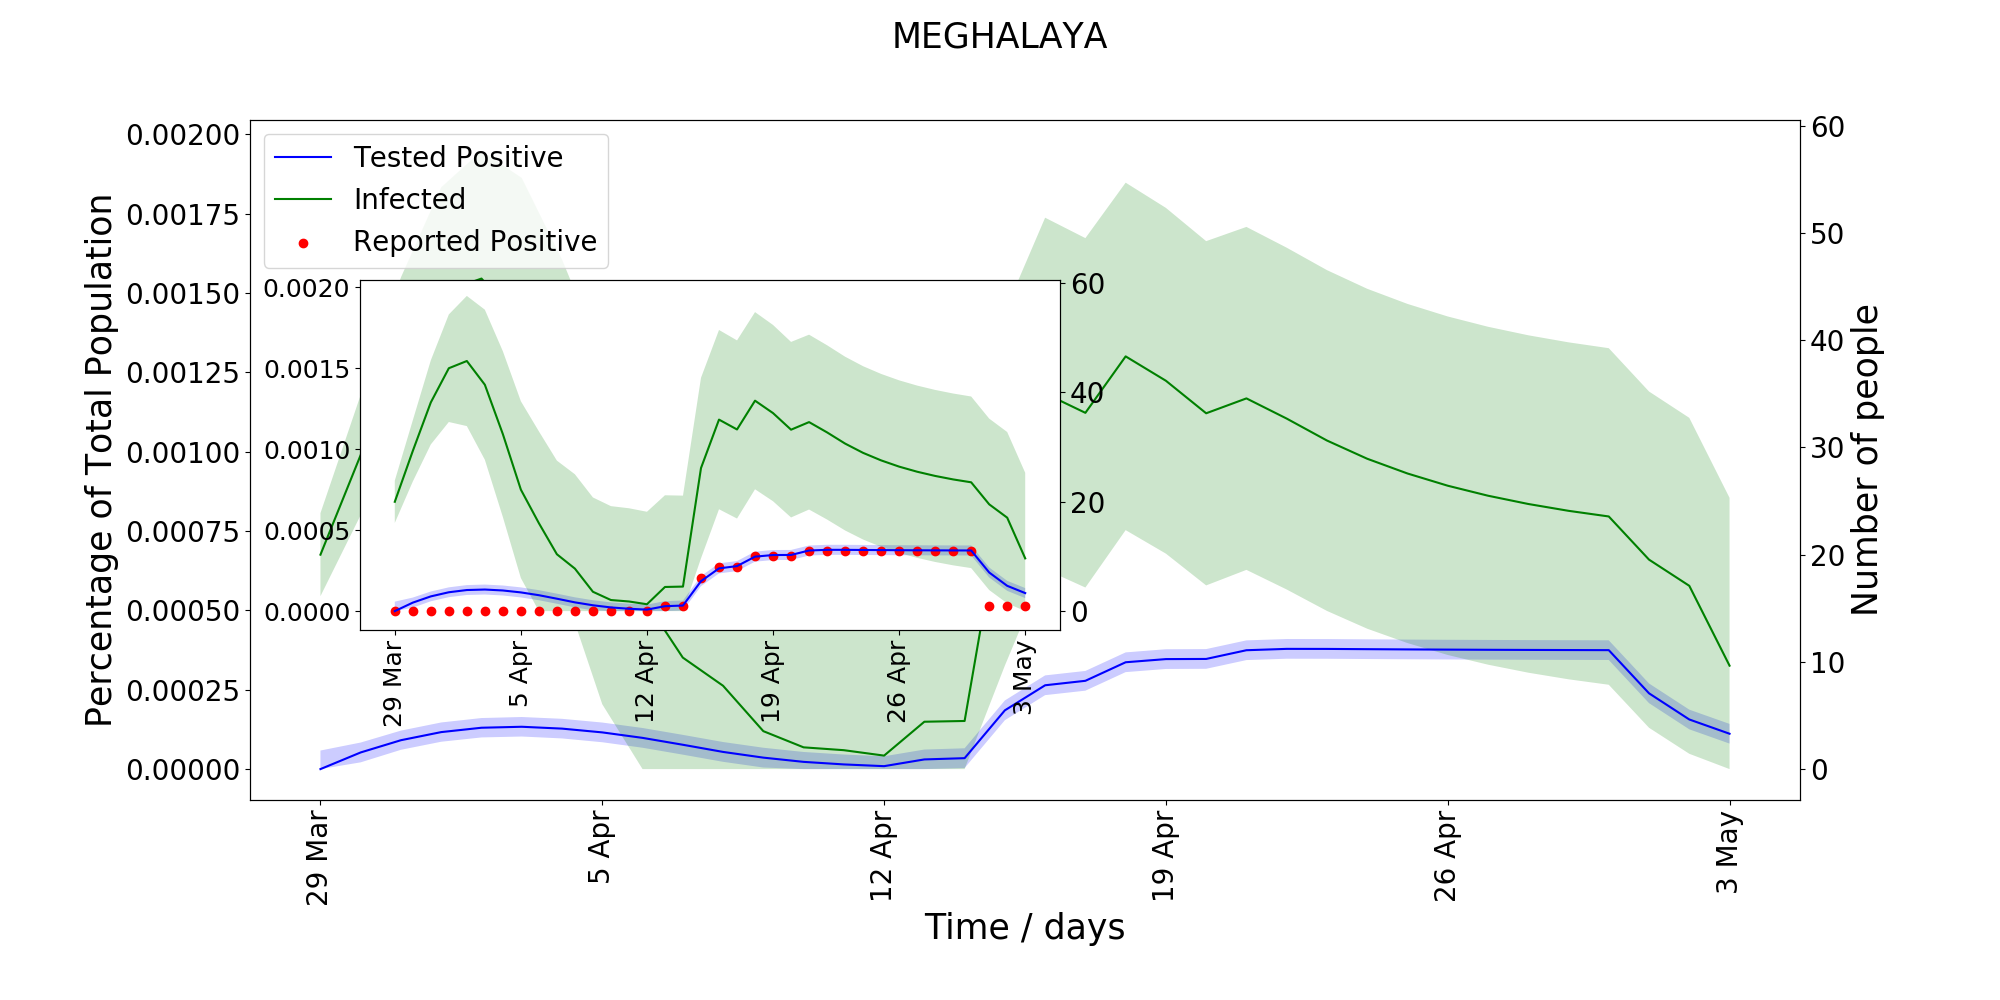 MEGHALAYA
Percentage of Total Population
0.00200
0.00175
0.00150
0.00125
0.00100
0.00075
0.00050
0.00025
0.00000
Tested Positive
Infected
Reported Positive
0.0020
0.0015
0.0010
0.0005
0.0000
60
40
20
0
29 Mar
5 Apr
12 Apr
19 Apr
26 Apr
3 May
60
50
40
30
20
10
0
Number of people
29 Mar
5 Apr
12 Apr
19 Apr
26 Apr
3 May
Time / days